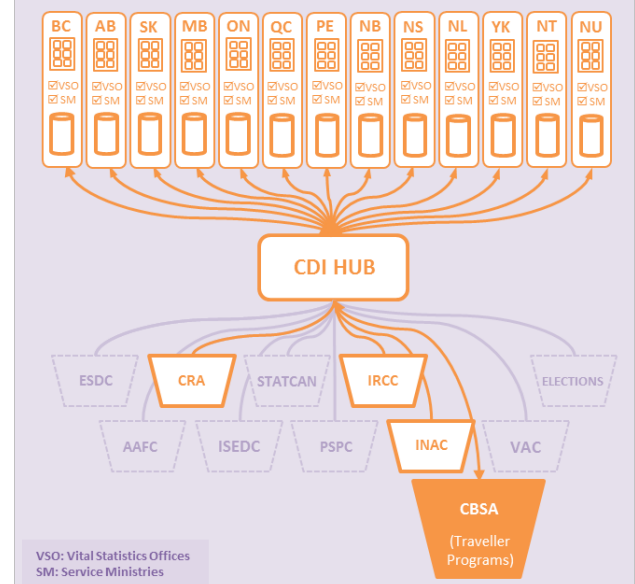 BC AB SK MB ON QC PE NB NS NL YK NT NU
☑VSO ☑VSO ☑VSO ☑VSO ☑VSO ☑VSO ☑VSO ☑VSO ☑VSO ☑VSO ☑VSO ☑VSO ☑VSO
☑SM ☑SM ☑SM ☑SM ☑SM ☑SM ☑SM ☑SM ☑SM ☑SM ☑SM ☑SM ☑SM
CDI HUB
ESDC CRA STATCAN IRCC ELECTIONS
AAFC ISEDC PSPC INAC VAC
CBSA
(Traveller
Programs)
VSO: Vital Statistics Offices
SM: Service Ministries